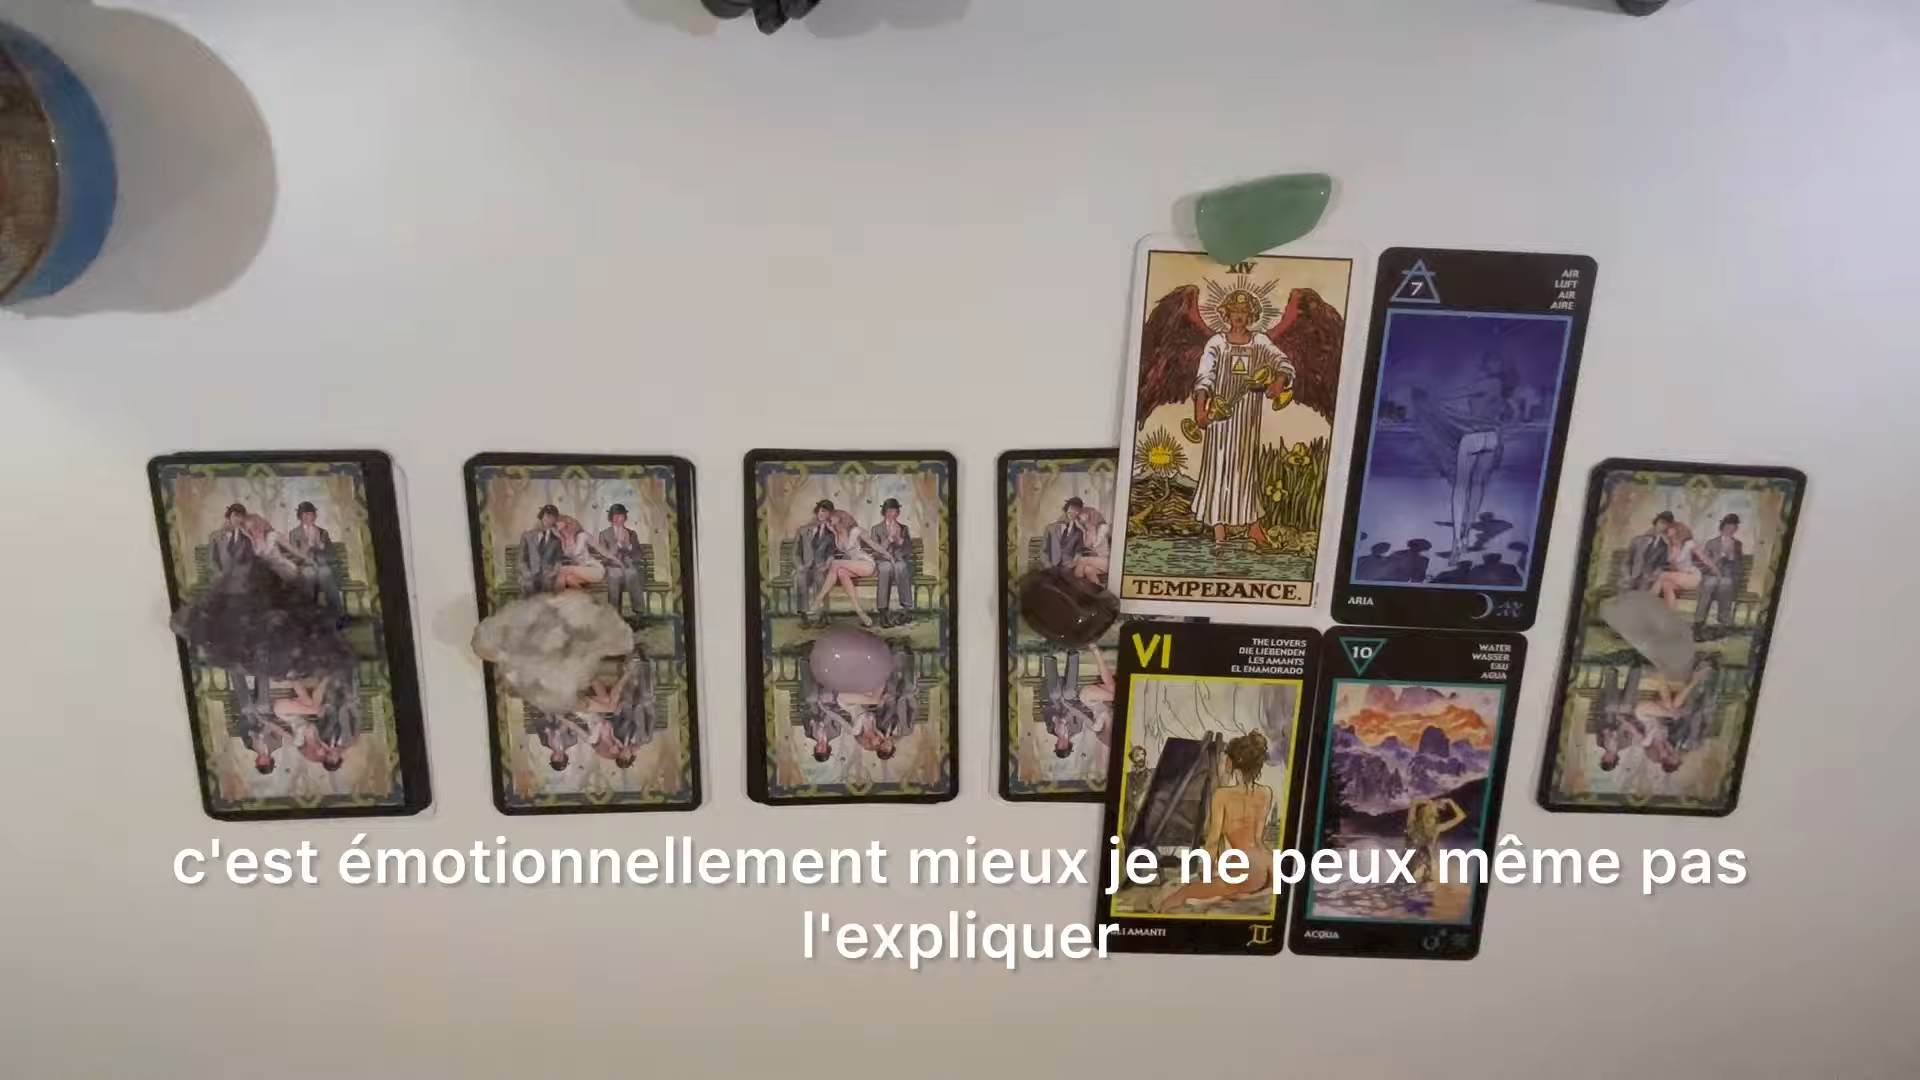 XIV
TEMPERANCE.
7
AIR
LUFT
AIR
AIRE
ARIA
VI
THE LOVERS
DIE LIEBENDEN
LES AMANTS
EL ENAMORADO
GLI AMANTI
10
WATER
WASSER
EAU
AGUA
ACQUA
c'est émotionnellement mieux je ne peux même pas
l'expliquer